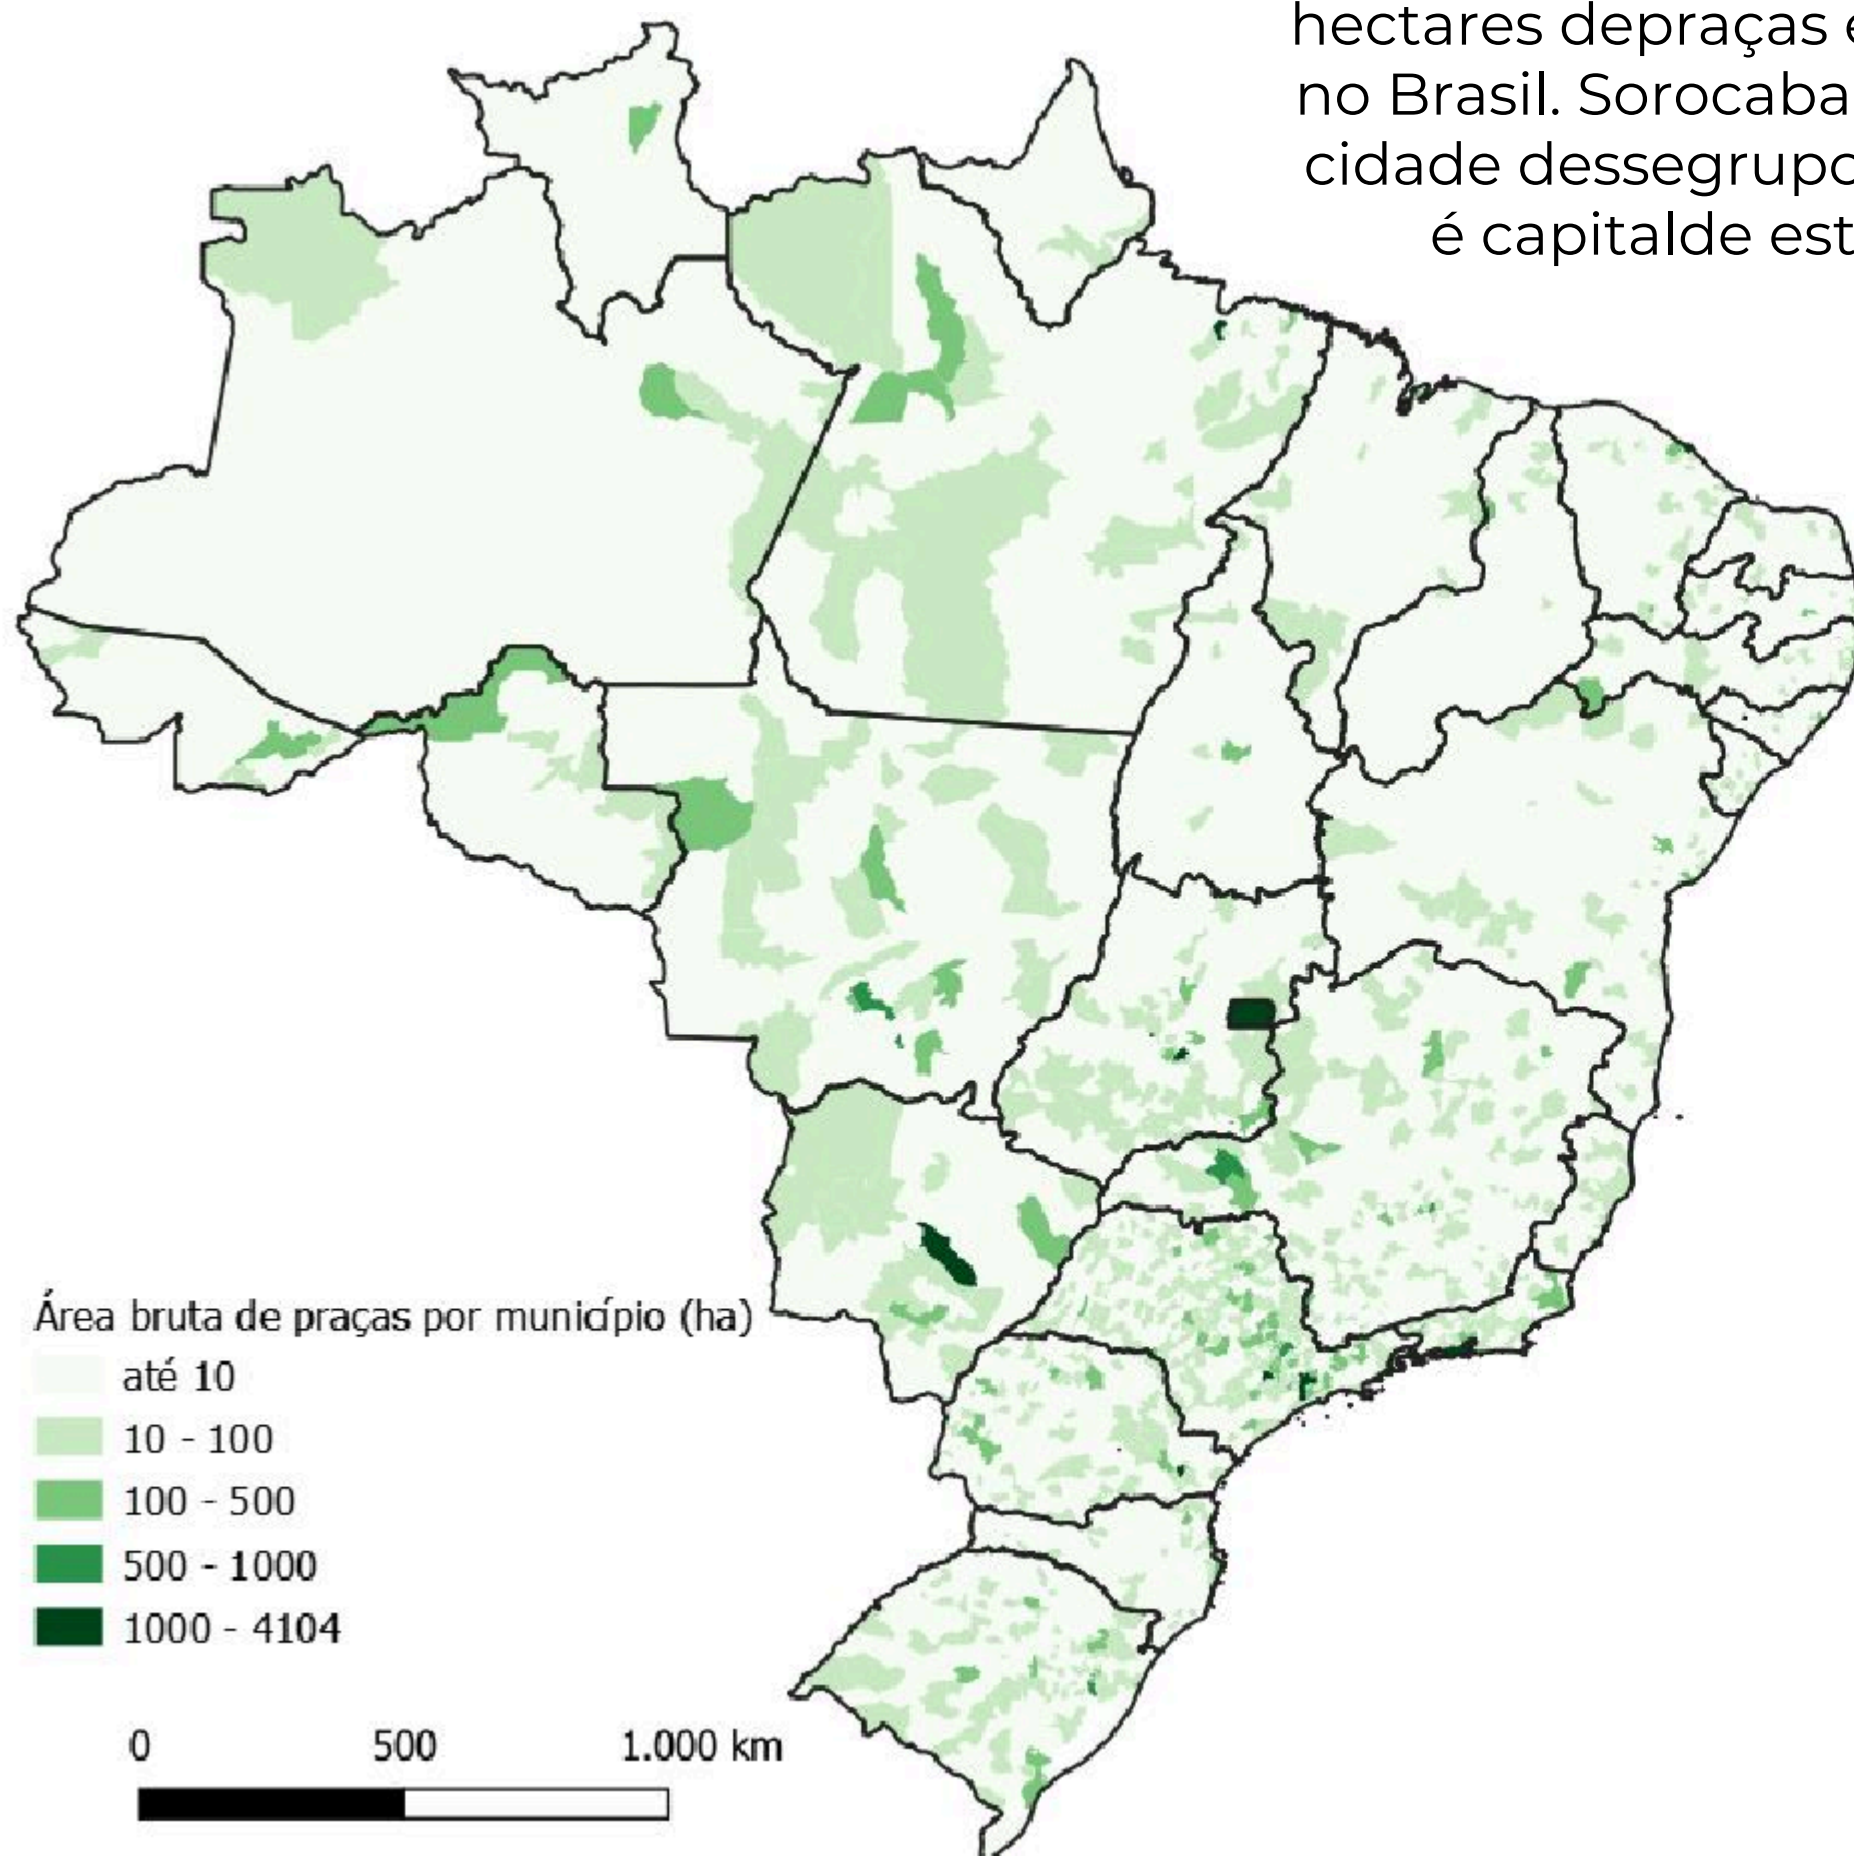 hectares depraças e
no Brasil. Sorocaba
cidade dessegrupo
é capitalde est
Área bruta de praças por município (ha)
até 10
10 - 100
100 - 500
500 - 1000
1000 - 4104
0 500 1.000 km